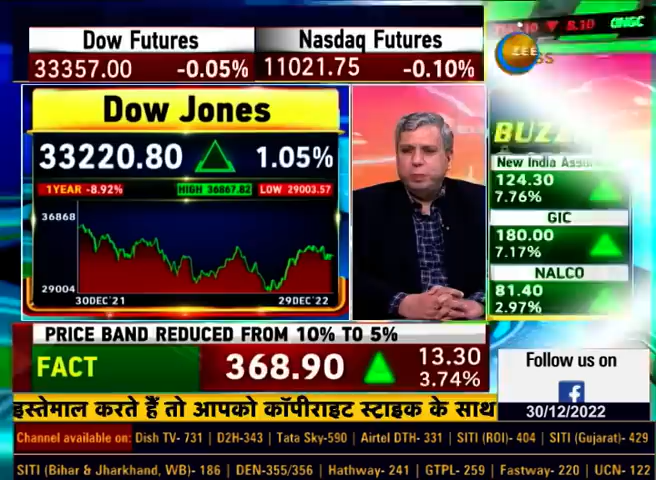 Dow Futures
33357.00 -0.05%
Nasdaq Futures
11021.75 -0.10%
8.10 ONGC
ZEE
Dow Jones
33220.80 1.05%
1YEAR -8.92% HIGH 36867.82 LOW 29003.57
36868
29004
30DEC'21 29DEC'22
New India Assu
124.30
7.76%
GIC
180.00
7.17%
NALCO
81.40
2.97%
PRICE BAND REDUCED FROM 10% TO 5%
FACT 368.90 13.30
3.74%
Follow us on
f
30/12/2022
इस्तेमाल करते हैं तो आपको कॉपीराइट स्ट्राइक के साथ
Channel available on: Dish TV- 731 | D2H-343 | Tata Sky-590 | Airtel DTH- 331 | SITI (ROI)- 404 | SITI (Gujarat)- 429
SITI (Bihar & Jharkhand, WB)- 186 | DEN-355/356 | Hathway- 241 | GTPL- 259 | Fastway- 220 | UCN- 122